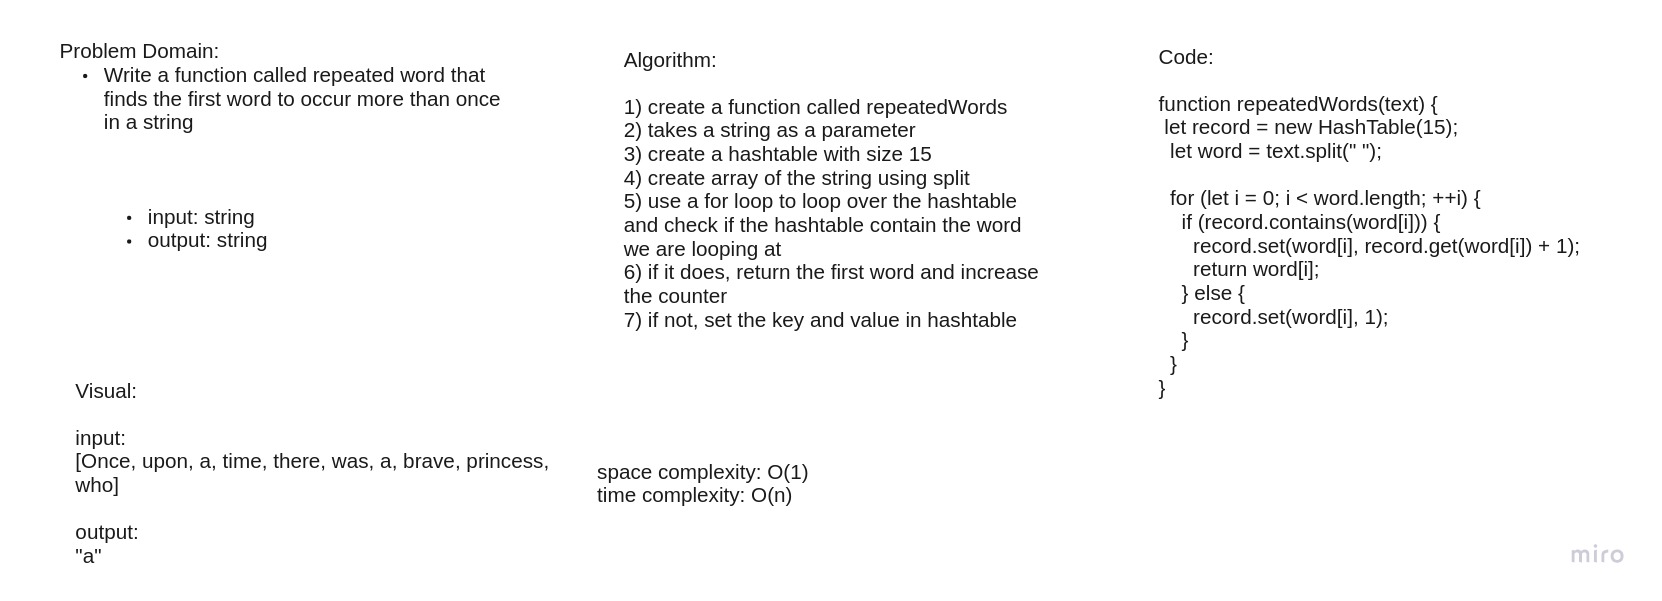 Problem Domain:
• Write a function called repeated word that
finds the first word to occur more than once
in a string
• input: string
• output: string
Visual:
input:
[Once, upon, a, time, there, was, a, brave, princess,
who]
output:
"a"
Algorithm:
1) create a function called repeatedWords
2) takes a string as a parameter
3) create a hashtable with size 15
4) create array of the string using split
5) use a for loop to loop over the hashtable
and check if the hashtable contain the word
we are looping at
6) if it does, return the first word and increase
the counter
7) if not, set the key and value in hashtable
space complexity: O(1)
time complexity: O(n)
Code:
function repeatedWords(text) {
let record = new HashTable(15);
let word = text.split(" ");
for (let i = 0; i < word.length; ++i) {
if (record.contains(word[i])) {
record.set(word[i], record.get(word[i]) + 1);
return word[i];
} else {
record.set(word[i], 1);
}
}
}
miro